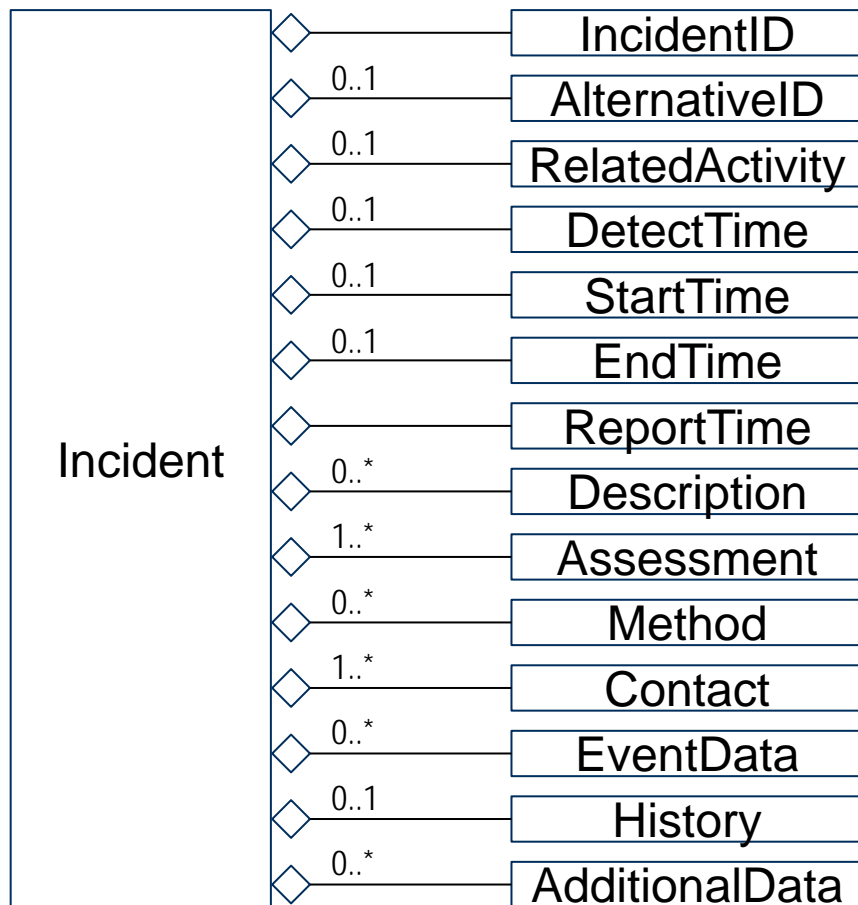 IncidentID
0..1
AlternativeID
0..1
RelatedActivity
0..1
DetectTime
0..1
StartTime
0..1
EndTime
ReportTime
Incident
0..*
Description
1..*
Assessment
0..*
Method
1..*
Contact
0..*
EventData
0..1
History
0..*
AdditionalData